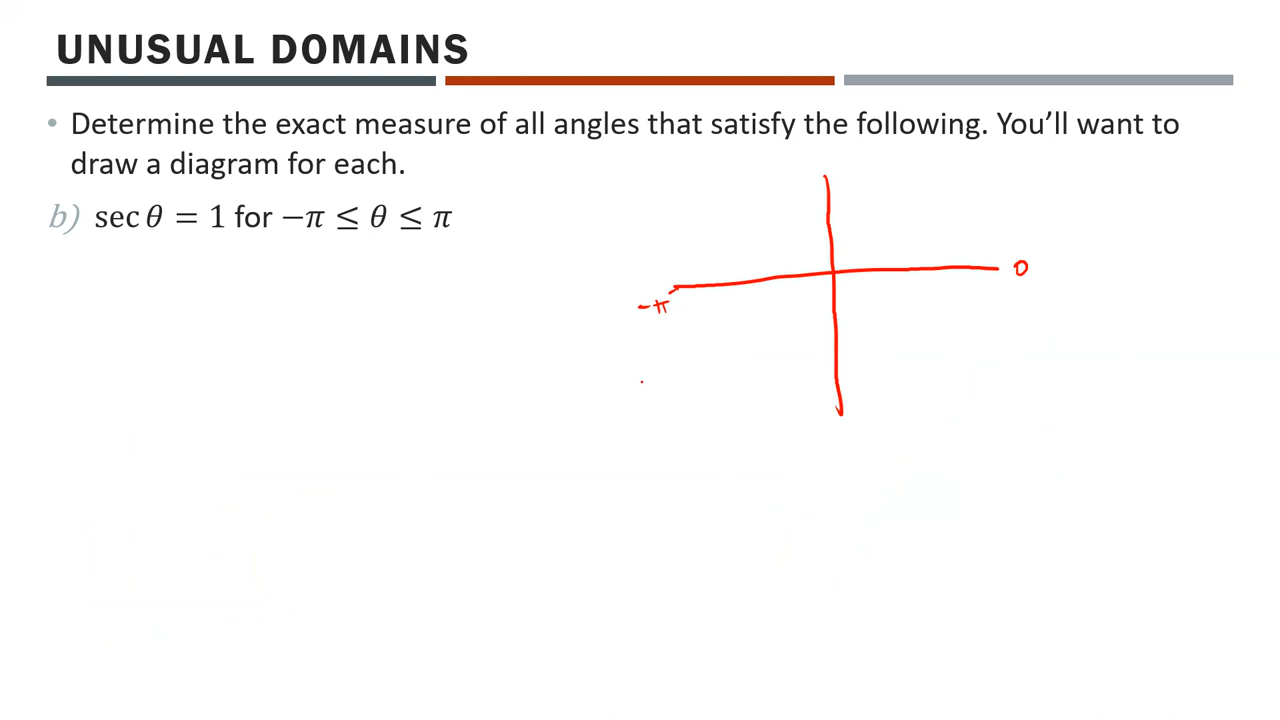 UNUSUAL DOMAINS
• Determine the exact measure of all angles that satisfy the following. You’ll want to
draw a diagram for each.
b) sec θ = 1 for −π ≤ θ ≤ π
0
-π